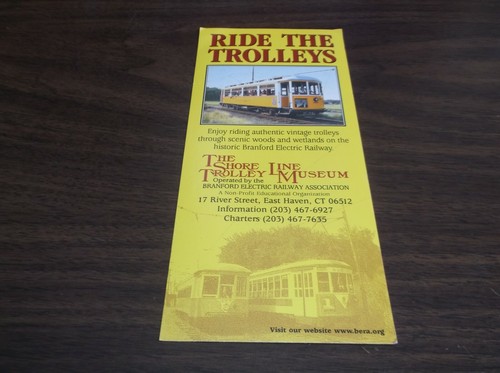 RIDE THE
TROLLEYS
Enjoy riding authentic vintage trolleys
through scenic woods and wetlands on the
historic Branford Electric Railway.
THE
SHORE LINE
TROLLEY MUSEUM
Operated by the
BRANFORD ELECTRIC RAILWAY ASSOCIATION
A Non-Profit Educational Organization
17 River Street, East Haven, CT 06512
Information (203) 467-6927
Charters (203) 467-7635
Visit our website www.bera.org